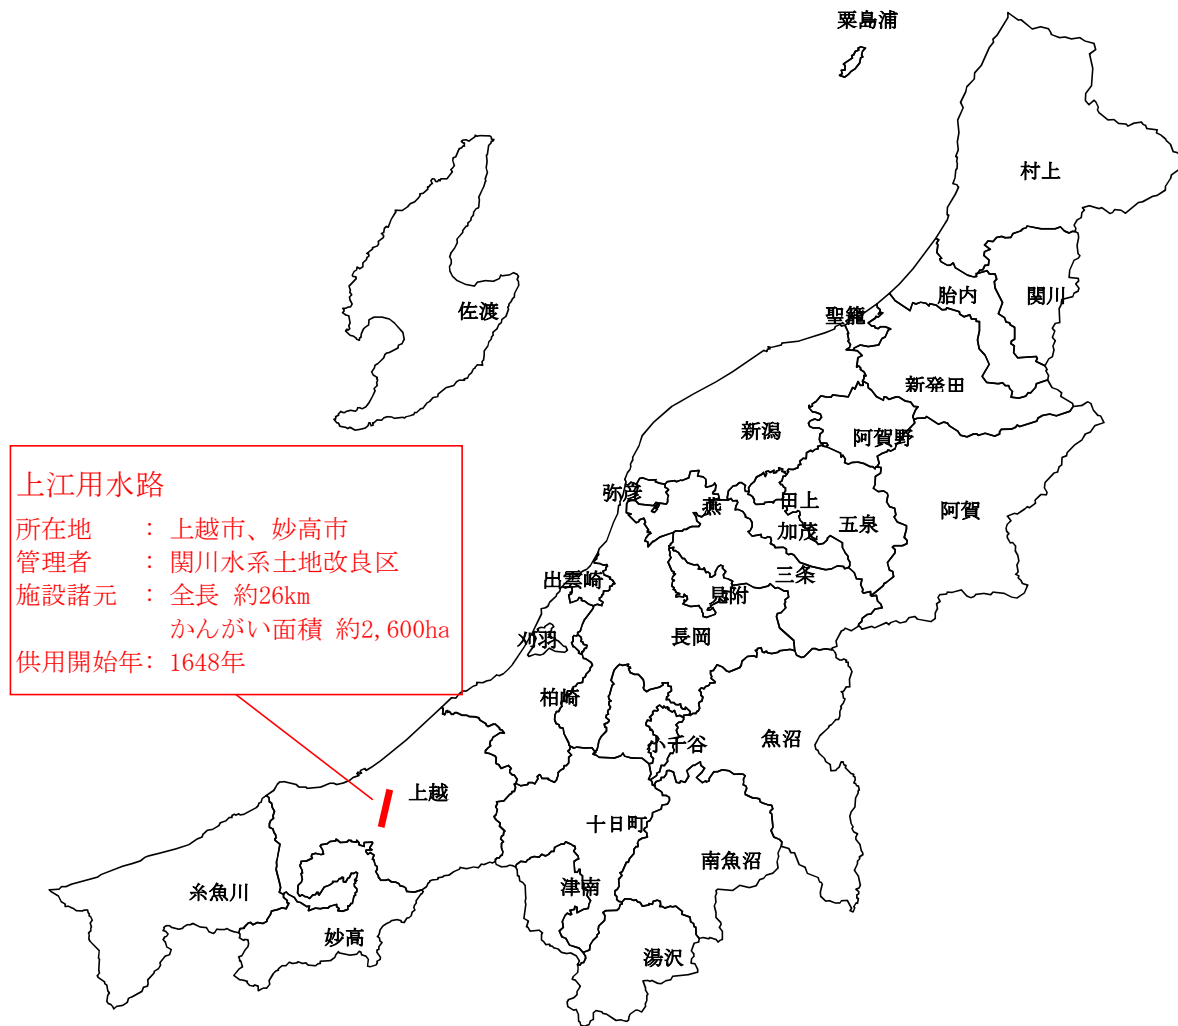 粟島浦
村上
佐渡
胎内
関川
聖籠
新発田
新潟
阿賀野
上江用水路
所在地 : 上越市、妙高市
管理者 : 関川水系土地改良区
施設諸元 : 全長 約26km
かんがい面積 約2,600ha
供用開始年: 1648年
弥彦
燕
田上
加茂
五泉
阿賀
三条
出雲崎
見附
刈羽
長岡
柏崎
小千谷
魚沼
上越
十日町
南魚沼
糸魚川
津南
妙高
湯沢